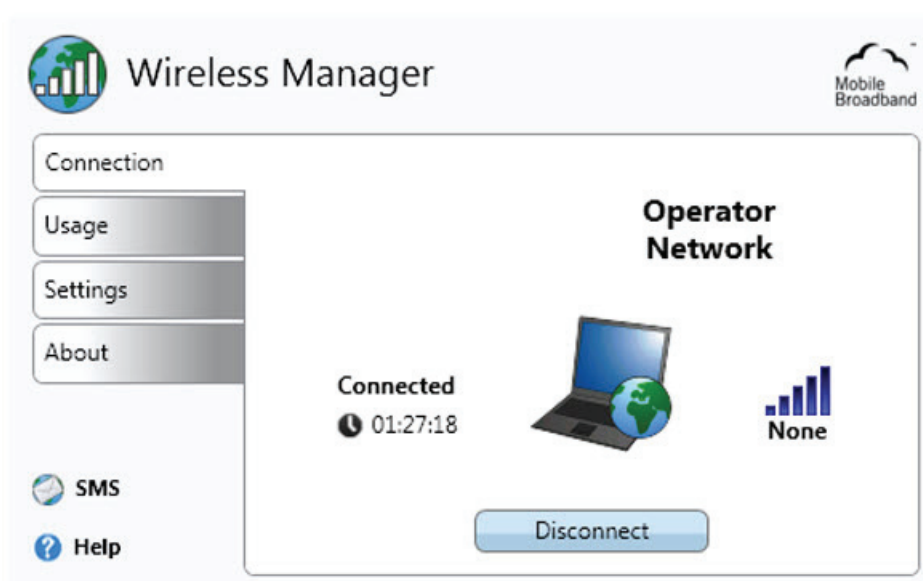 Wireless Manager
Mobile
Broadband
Connection
Usage
Settings
About
SMS
Help
Operator
Network
Connected
01:27:18
None
Disconnect